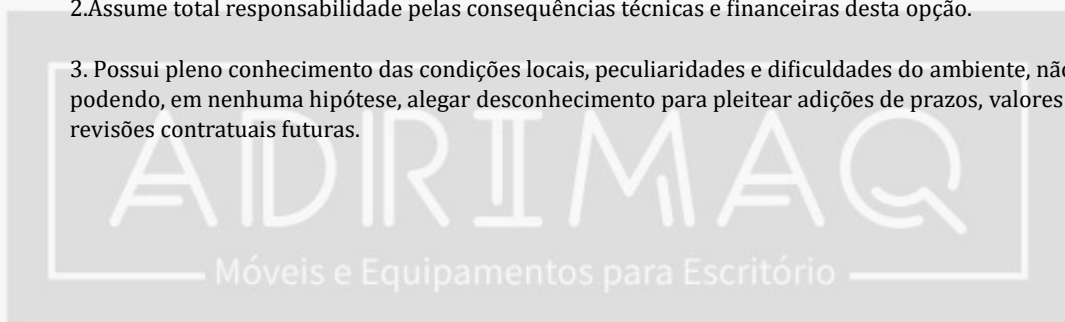 2.Assume total responsabilidade pelas consequências técnicas e financeiras desta opção.
3. Possui pleno conhecimento das condições locais, peculiaridades e dificuldades do ambiente, não
podendo, em nenhuma hipótese, alegar desconhecimento para pleitear adições de prazos, valores
revisões contratuais futuras.
ADRIMAQ
Móveis e Equipamentos para Escritório